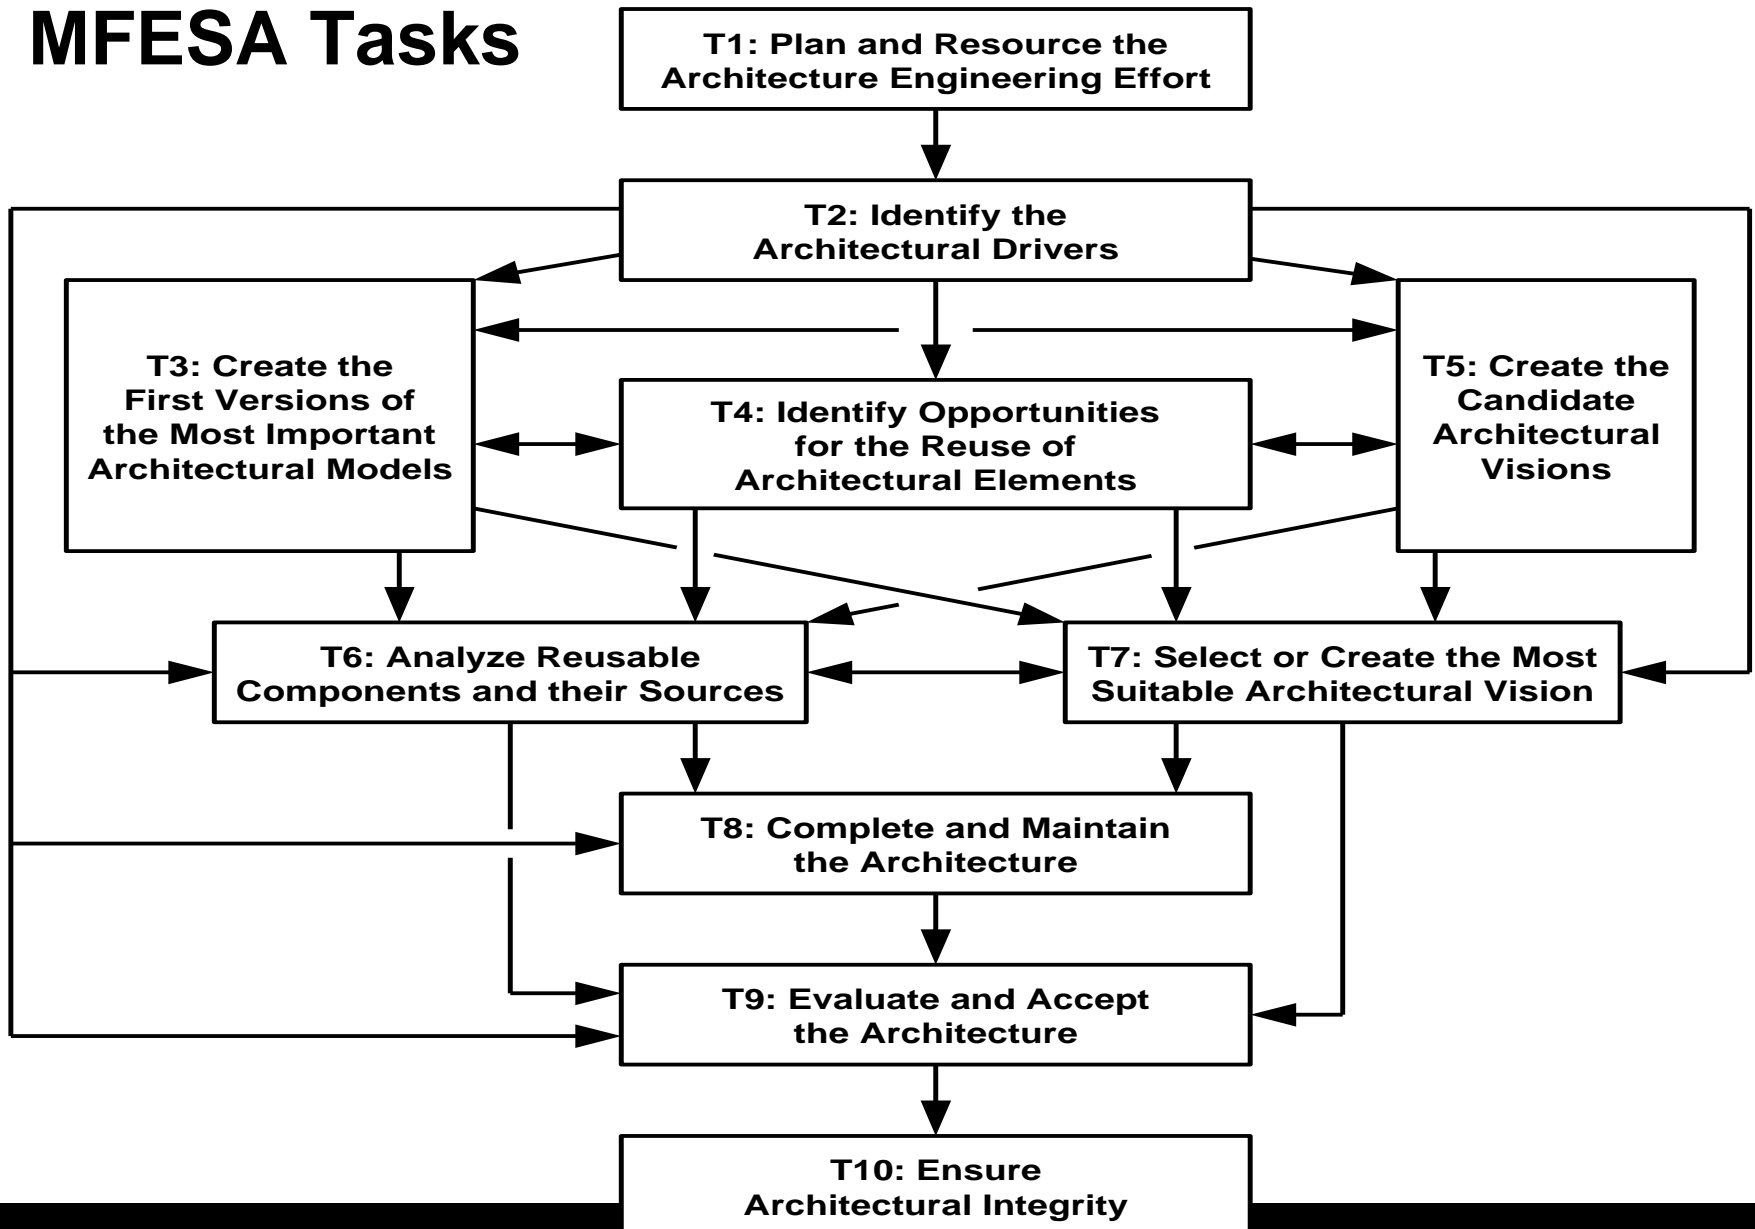 MFESA Tasks
T1: Plan and Resource the
Architecture Engineering Effort
T2: Identify the
Architectural Drivers
T3: Create the
First Versions of
the Most Important
Architectural Models
T4: Identify Opportunities
for the Reuse of
Architectural Elements
T5: Create the
Candidate
Architectural
Visions
T6: Analyze Reusable
Components and their Sources
T7: Select or Create the Most
Suitable Architectural Vision
T8: Complete and Maintain
the Architecture
T9: Evaluate and Accept
the Architecture
T10: Ensure
Architectural Integrity